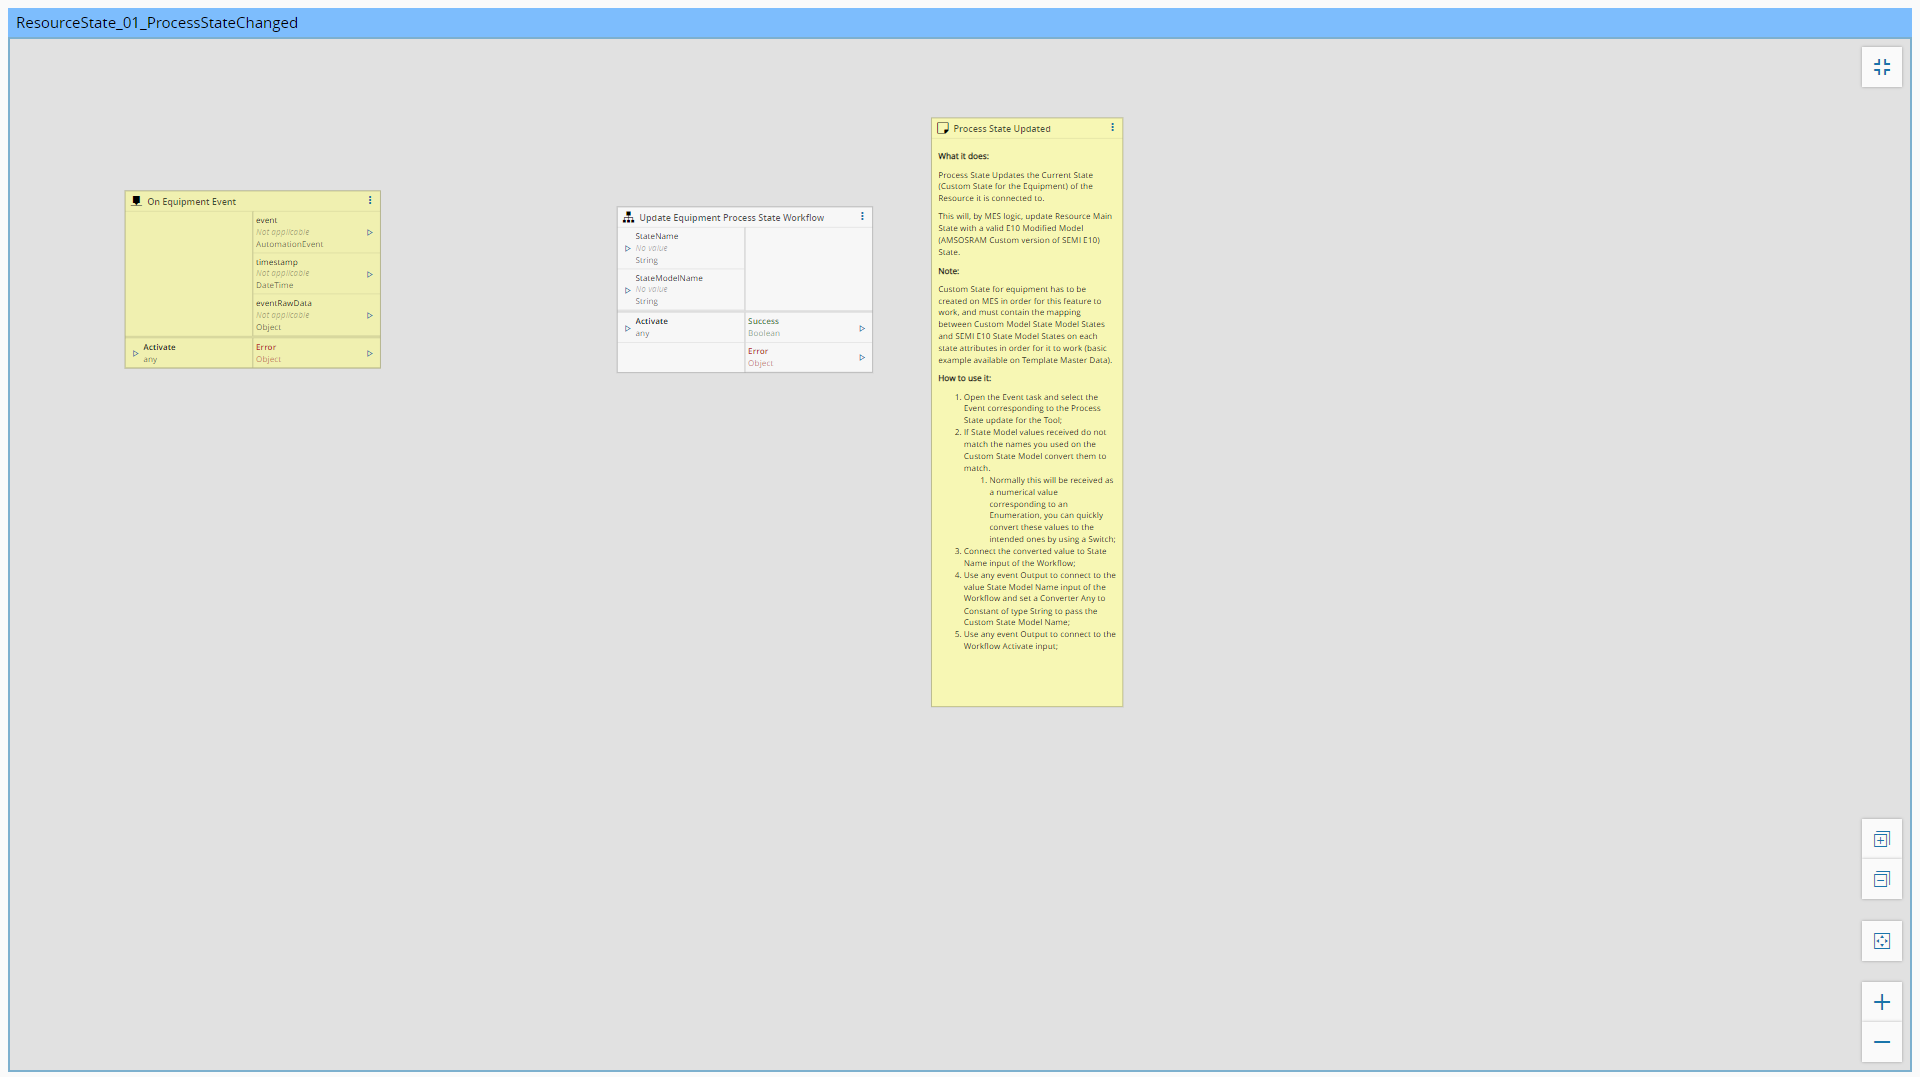 ResourceState_01_ProcessStateChanged
On Equipment Event
event
Not applicable
AutomationEvent
timestamp
Not applicable
DateTime
eventRawData
Not applicable
Object
Activate
any
Error
Object
Update Equipment Process State Workflow
StateName
No value
String
StateModelName
No value
String
Activate
any
Success
Boolean
Error
Object
Process State Updated
What it does:
Process State Updates the Current State
(Custom State for the Equipment) of the
Resource it is connected to.
This will, by MES logic, update Resource Main
State with a valid E10 Modified Model
(AMSOSRAM Custom version of SEMI E10)
State.
Note:
Custom State for equipment has to be
created on MES in order for this feature to
work, and must contain the mapping
between Custom Model State Model States
and SEMI E10 State Model States on each
state attributes in order for it to work (basic
example available on Template Master Data).
How to use it:
1. Open the Event task and select the
Event corresponding to the Process
State update for the Tool;
2. If State Model values received do not
match the names you used on the
Custom State Model convert them to
match.
1. Normally this will be received as
a numerical value
corresponding to an
Enumeration, you can quickly
convert these values to the
intended ones by using a Switch;
3. Connect the converted value to State
Name input of the Workflow;
4. Use any event Output to connect to the
value State Model Name input of the
Workflow and set a Converter Any to
Constant of type String to pass the
Custom State Model Name;
5. Use any event Output to connect to the
Workflow Activate input;